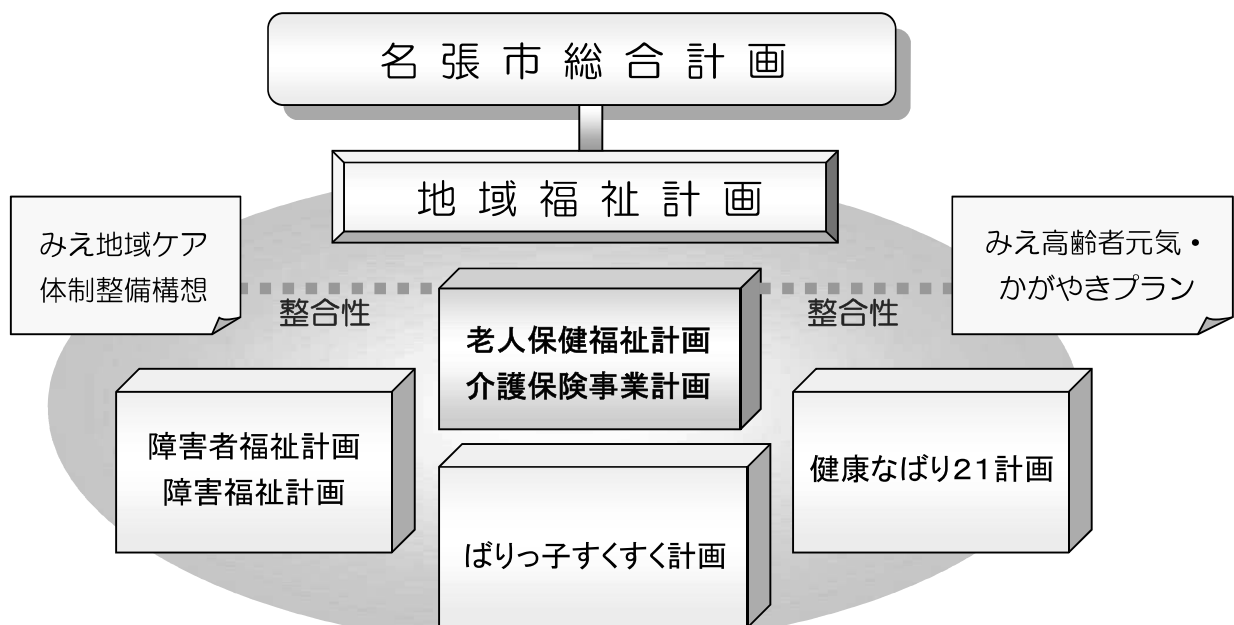 名張市総合計画
地域福祉計画
みえ地域ケア
体制整備構想
みえ高齢者元気・
かがやきプラン
整合性
整合性
老人保健福祉計画
介護保険事業計画
障害者福祉計画
障害福祉計画
健康なばり21計画
ばりっ子すくすく計画